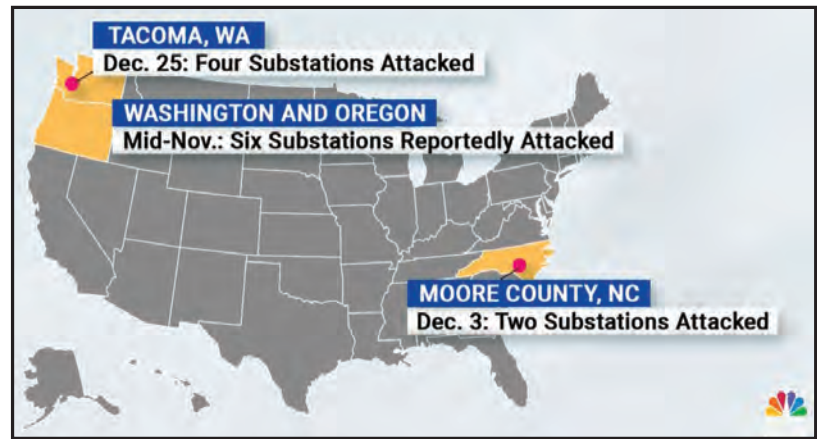 TACOMA, WA
Dec. 25: Four Substations Attacked
WASHINGTON AND OREGON
Mid-Nov.: Six Substations Reportedly Attacked
MOORE COUNTY, NC
Dec. 3: Two Substations Attacked